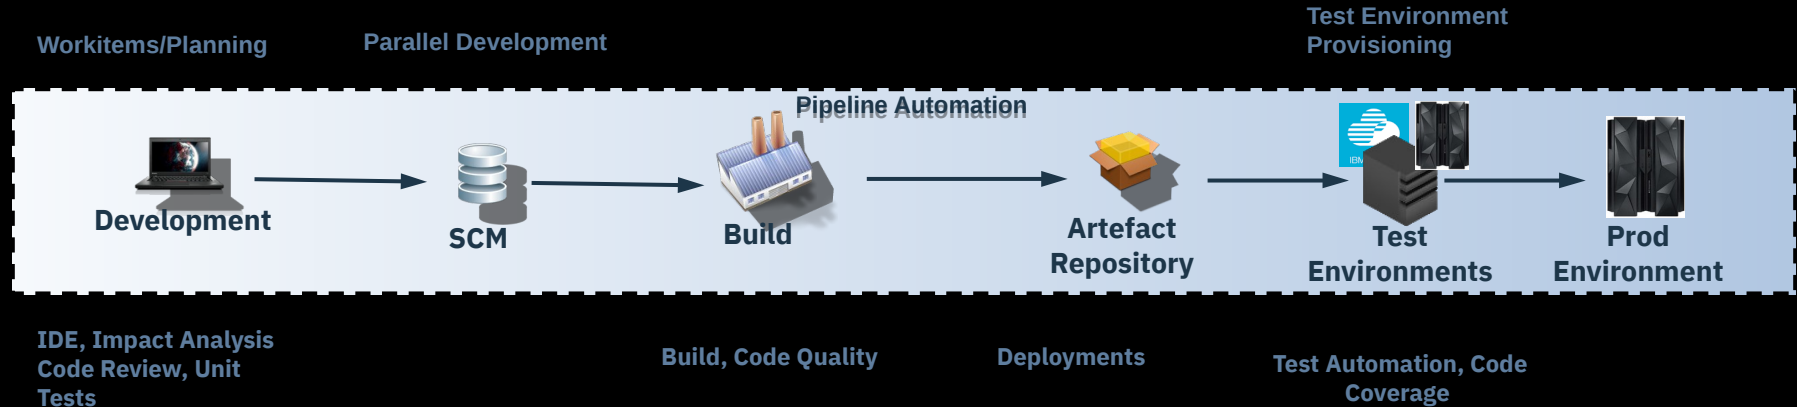 Workitems/Planning
Parallel Development
Test Environment
Provisioning
Pipeline Automation
IBM
Development
SCM
Build
Artefact
Repository
Test
Environments
Prod
Environment
IDE, Impact Analysis
Code Review, Unit
Tests
Build, Code Quality
Deployments
Test Automation, Code
Coverage